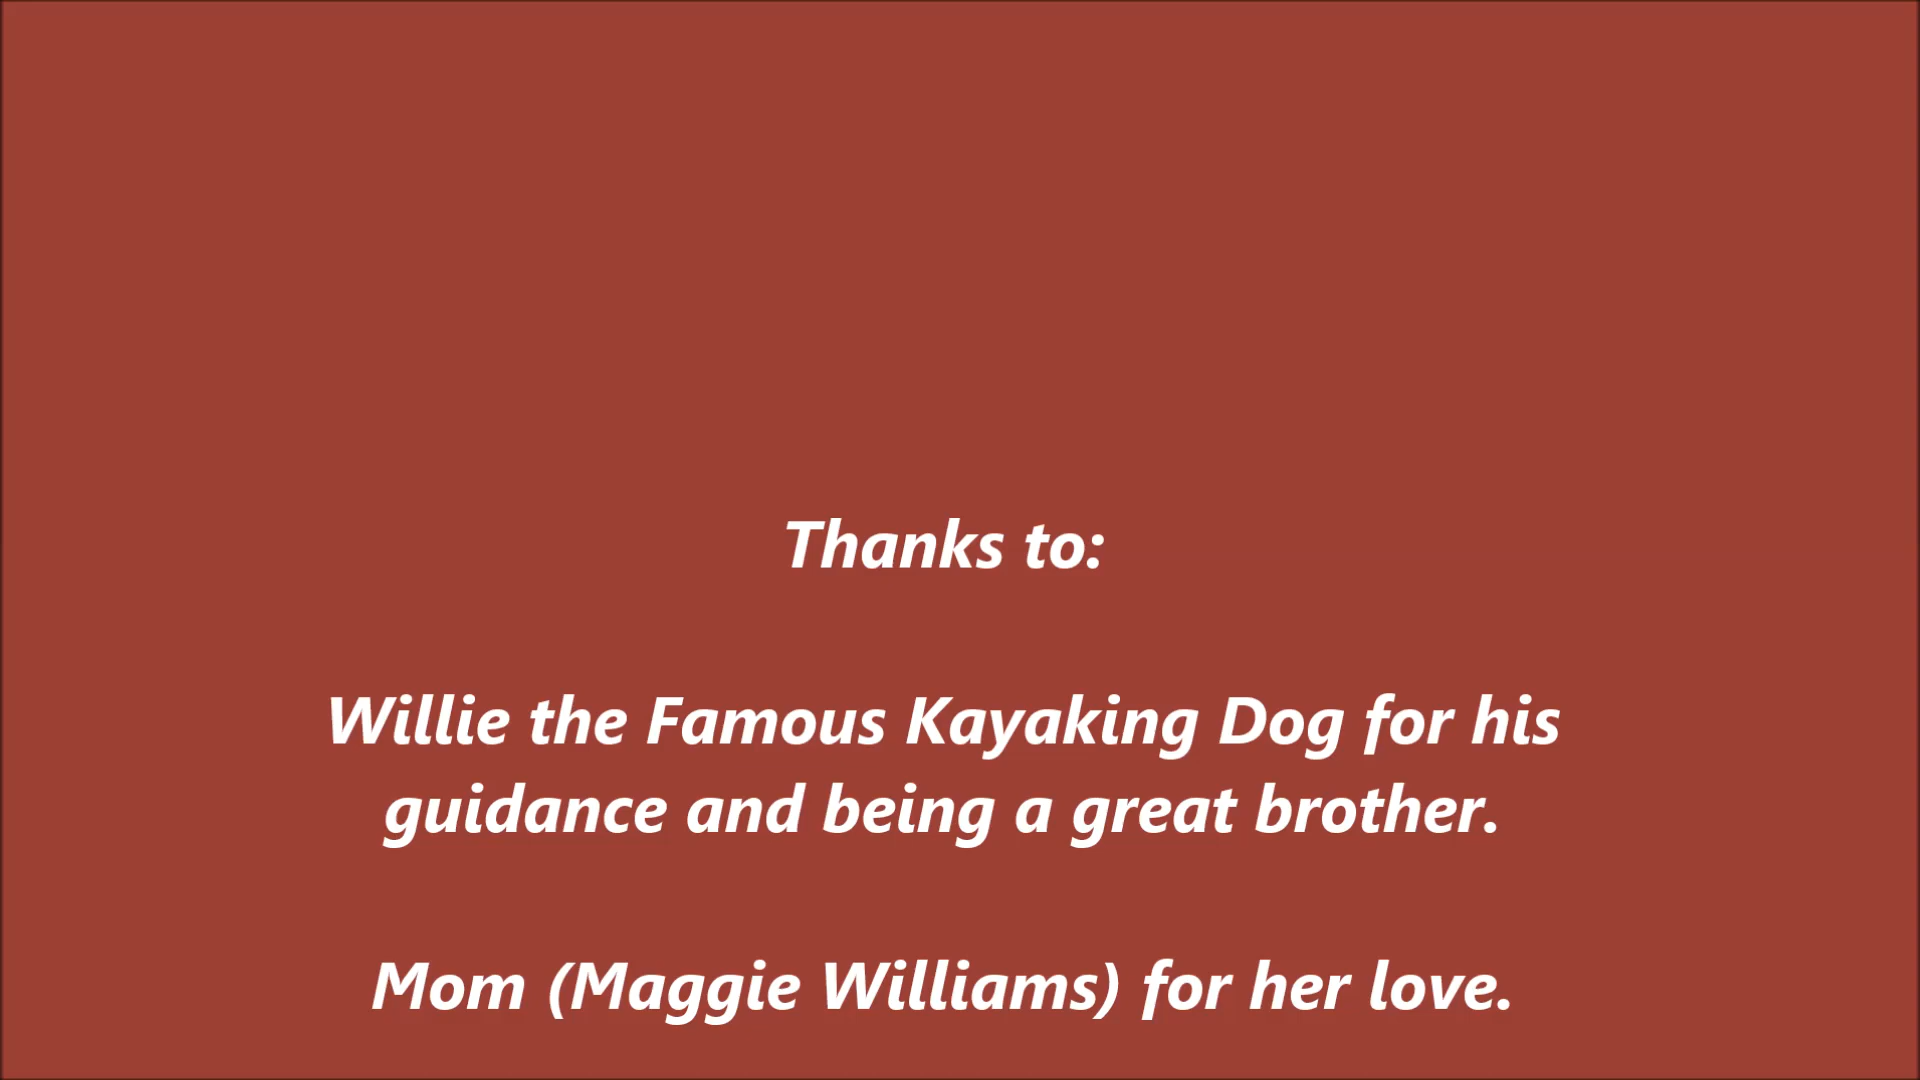 Thanks to:
Willie the Famous Kayaking Dog for his
guidance and being a great brother.
Mom (Maggie Williams) for her love.